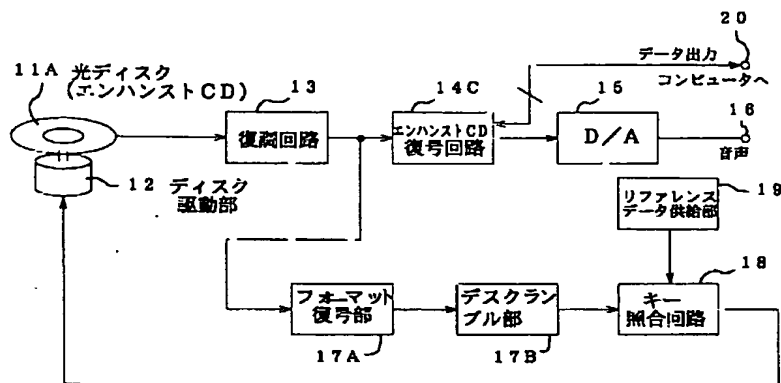 20
データ出力
コンピュータへ
11A 光ディスク
(エンハンストCD)
13
14C
15
16
復調回路
エンハンストCD
復号回路
D/A
音声
12 ディスク
駆動部
リファレンス
データ供給部
19
18
フォーマット
復号部
デスクラン
ブル部
キー
照合回路
17A
17B